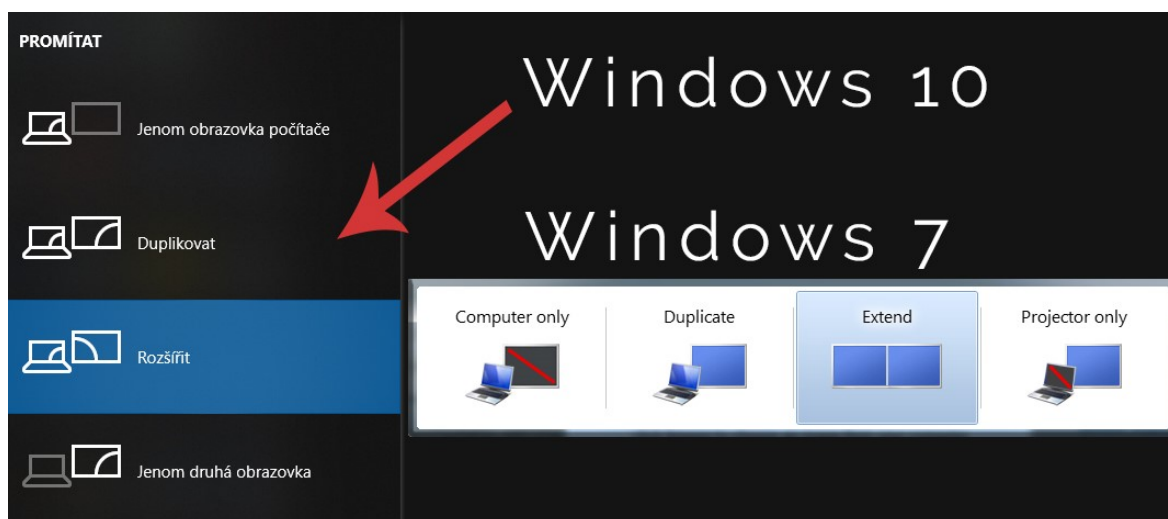 PROMÍTAT
Jenom obrazovka počítače
Duplikovat
Rozšířit
Jenom druhá obrazovka
Windows 10
Windows 7
Computer only
Duplicate
Extend
Projector only